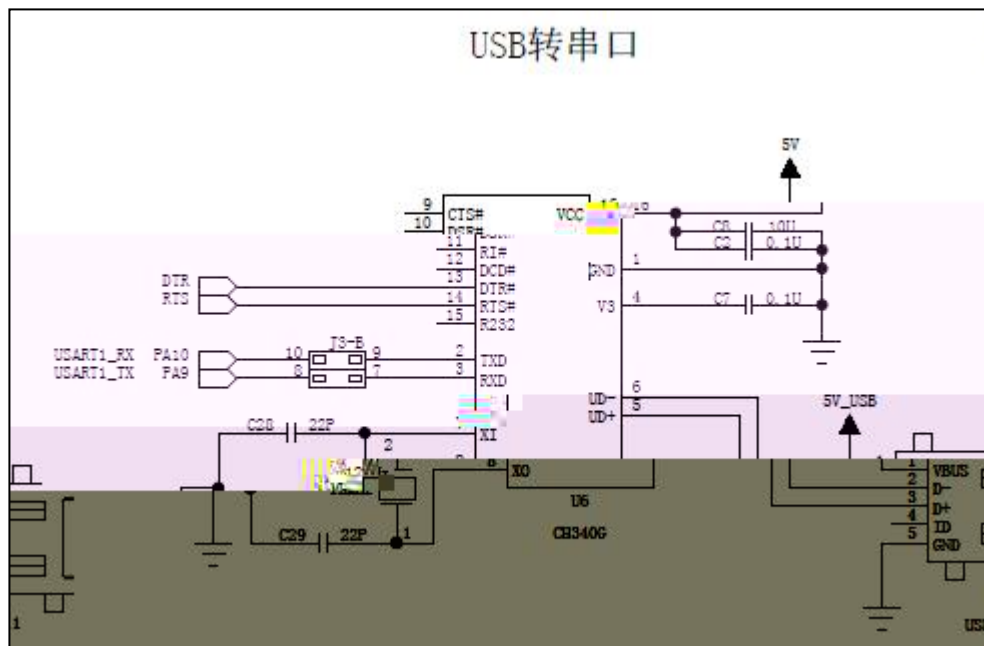 USB转串口
5V
9 CTS# VCC
10 DSR#
C8 10U
11 RI# C2 0.1U
12 DCD# GND 1
DTR 13 DTR#
RTS 14 RTS# V3 4 C7 0.1U
15 R232
J3-B
USART1_RX PA10 10 9 2 TXD
USART1_TX PA9 8 7 3 RXD
UD- 6
UD+ 5
5V_USB
C28 22P XI
2
8 XO
1 VBUS
2 D-
3 D+
4 ID
5 GND
U6
C29 22P 1 CH340G
1